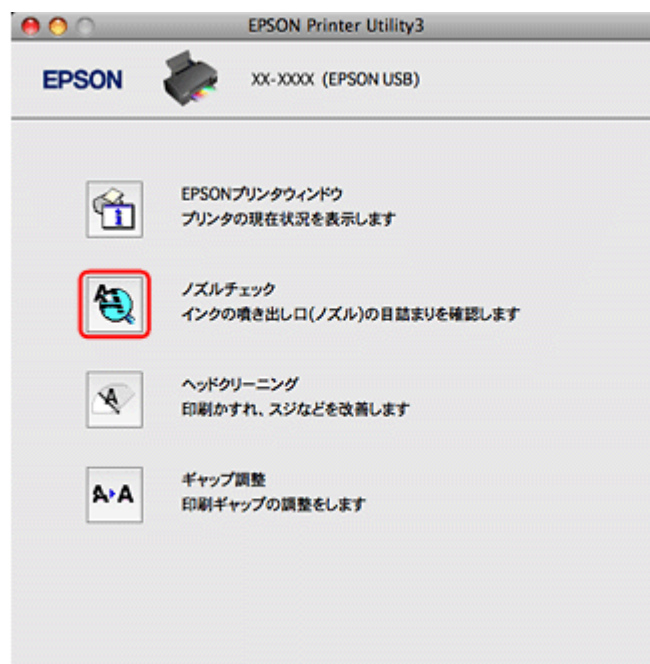 EPSON Printer Utility3
EPSON
XX-XXXX (EPSON USB)
EPSONプリンタウィンドウ
プリンタの現在状況を表示します
ノズルチェック
インクの噴き出し口(ノズル)の目詰まりを確認します
ヘッドクリーニング
印刷かすれ、スジなどを改善します
ギャップ調整
印刷ギャップの調整をします
A▸A